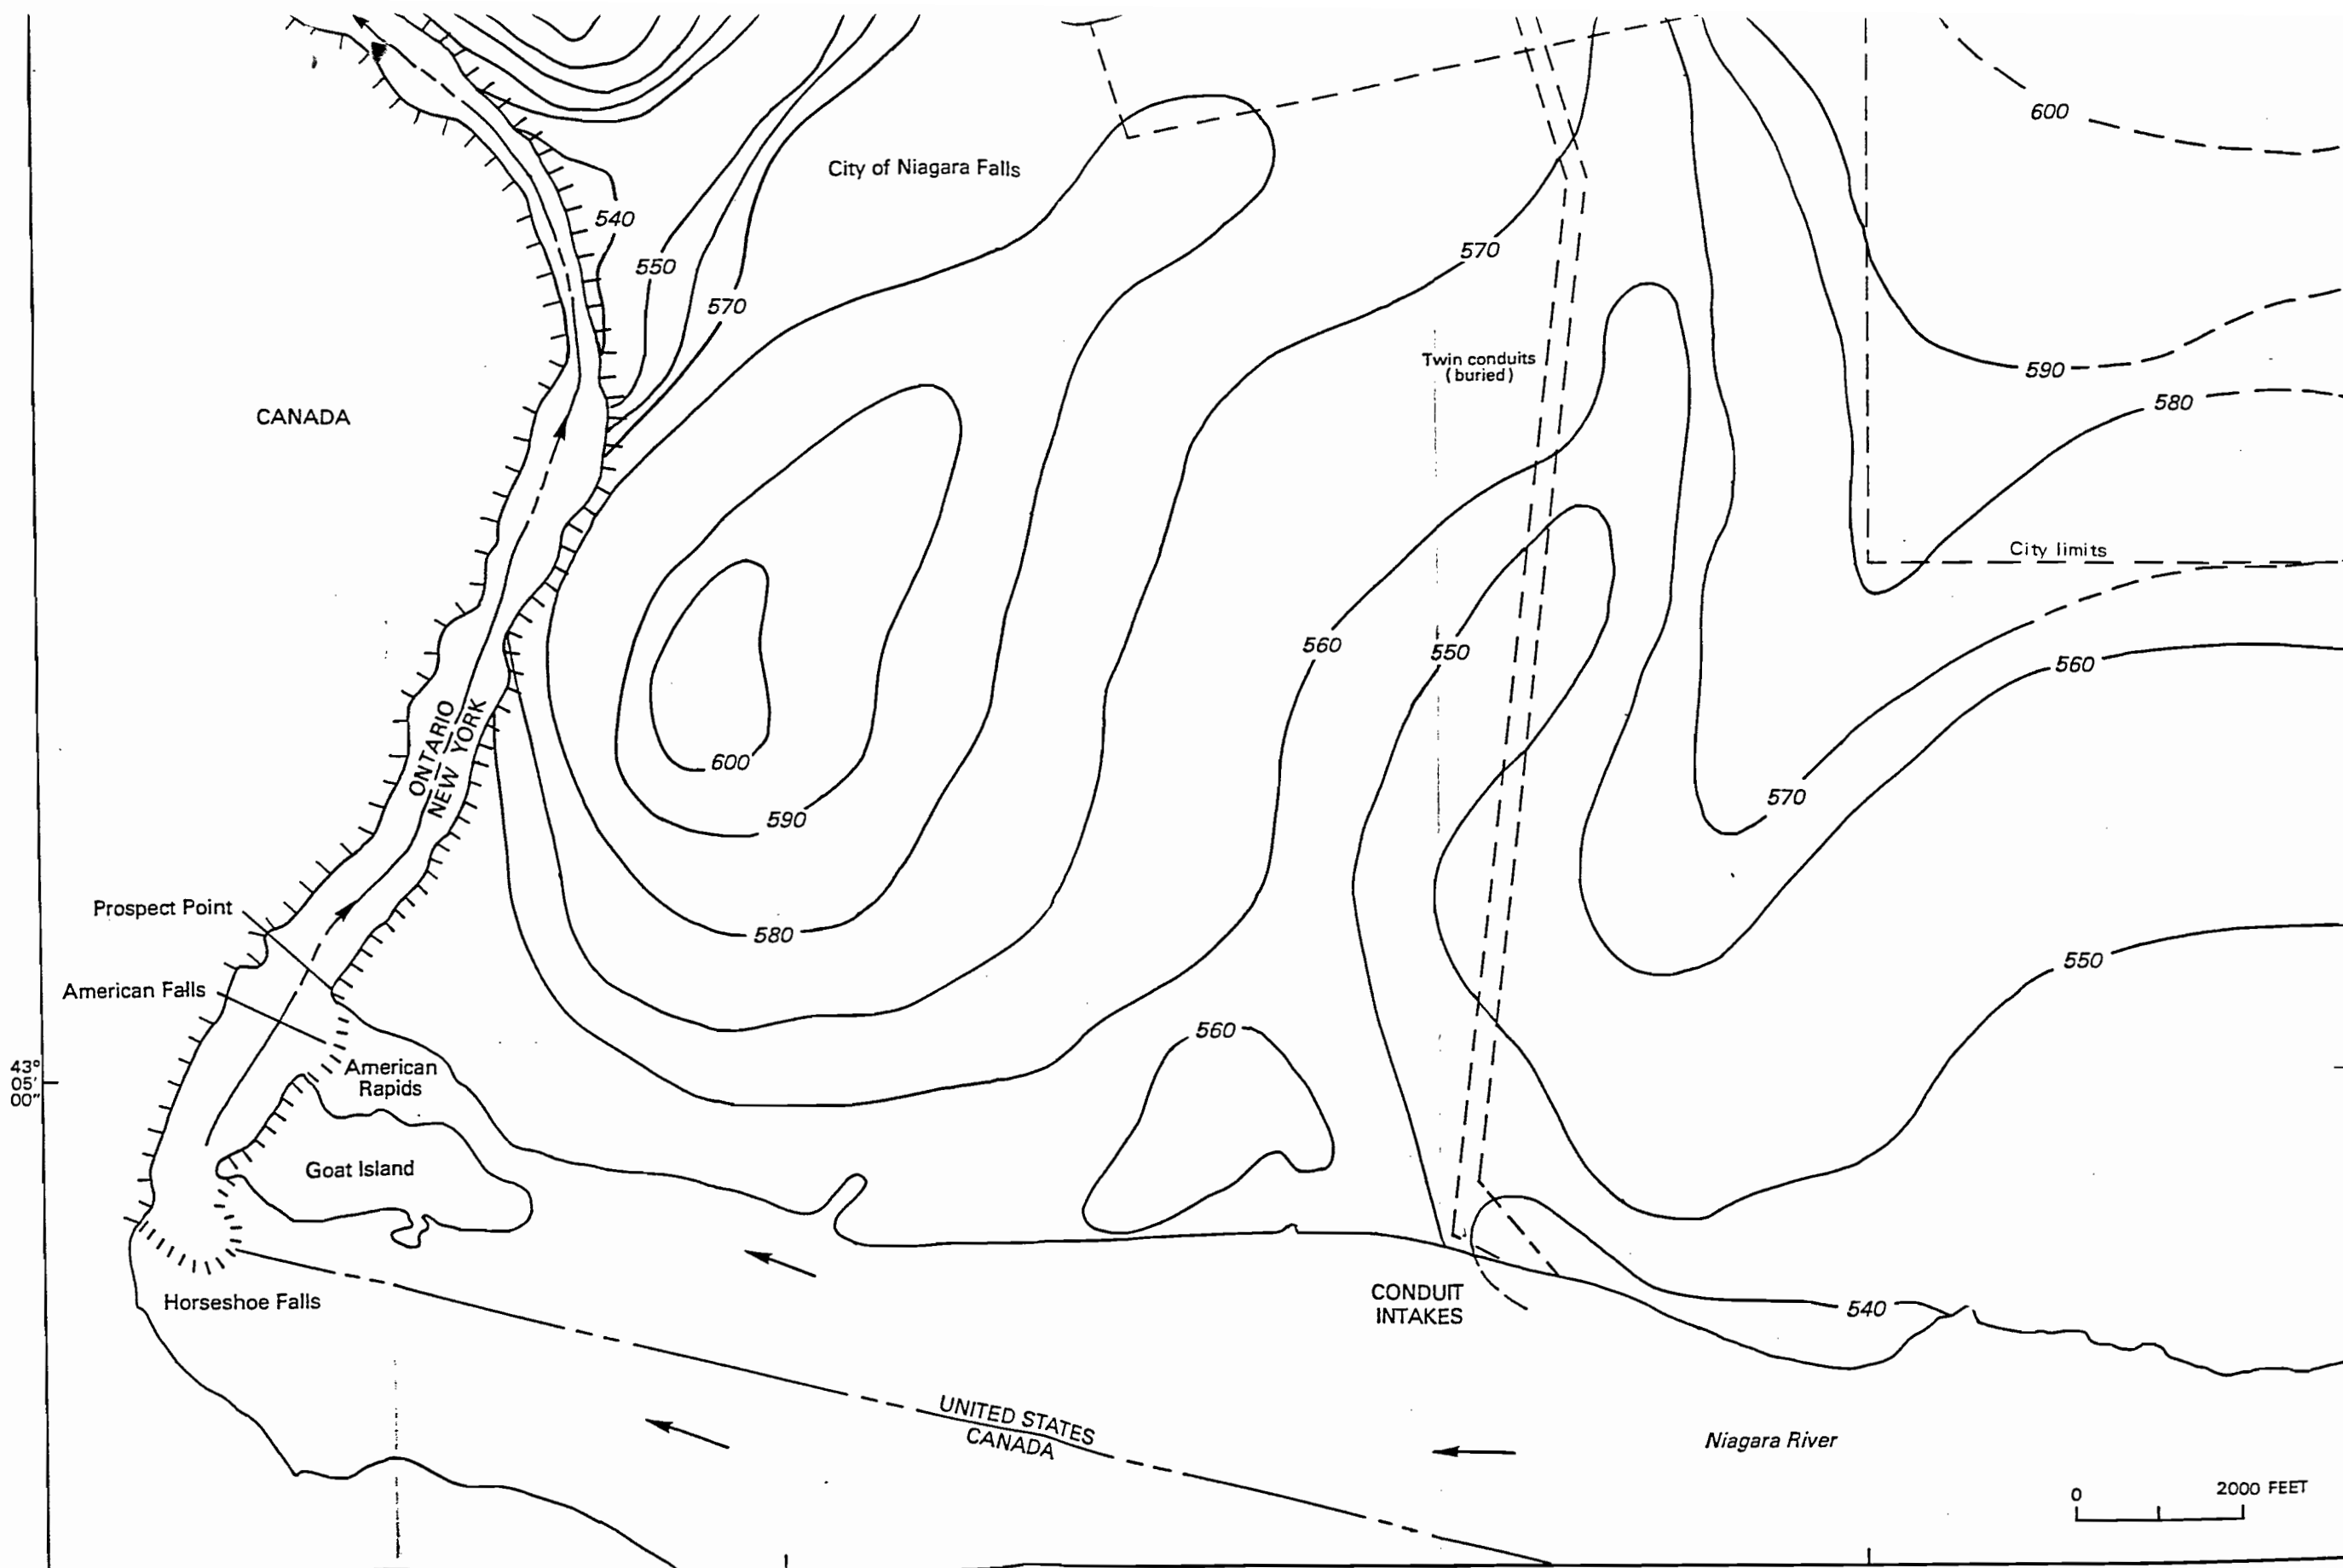 600
City of Niagara Falls
540
570
550
570
Twin conduits
(buried)
590
580
CANADA
City limits
560
550
560
ONTARIO
NEW YORK
600
570
590
Prospect Point
580
550
American Falls
560
43°
05'
00"
American
Rapids
Goat Island
CONDUIT
INTAKES
Horseshoe Falls
540
UNITED STATES
CANADA
Niagara River
0
2000 FEET